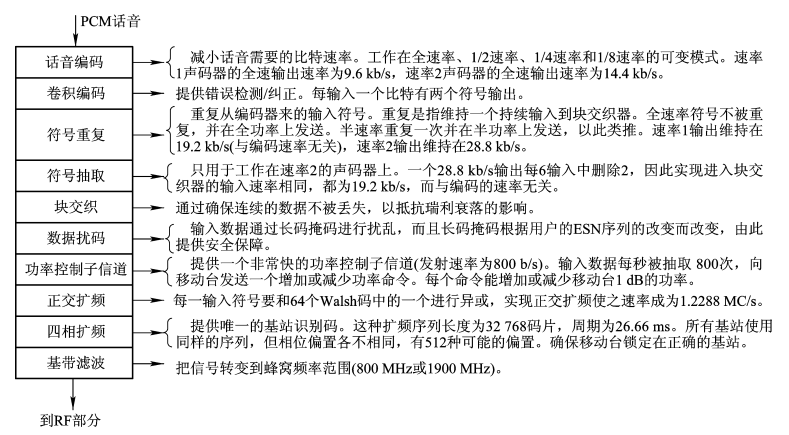 PCM话音
话音编码
减小话音需要的比特速率。工作在全速率、1/2速率、1/4速率和1/8速率的可变模式。速率
1声码器的全速输出速率为9.6 kb/s，速率2声码器的全速输出速率为14.4 kb/s。
卷积编码
提供错误检测/纠正。每输入一个比特有两个符号输出。
符号重复
重复从编码器来的输入符号。重复是指维持一个持续输入到块交织器。全速率符号不被重
复，并在全功率上发送。半速率重复一次并在半功率上发送，以此类推。速率1输出维持在
19.2 kb/s(与编码速率无关)，速率2输出维持在28.8 kb/s。
符号抽取
只用于工作在速率2的声码器上。一个28.8 kb/s输出每6输入中删除2，因此实现进入块交
织器的输入速率相同，都为19.2 kb/s，而与编码的速率无关。
块交织
通过确保连续的数据不被丢失，以抵抗瑞利衰落的影响。
数据扰码
输入数据通过长码掩码进行扰乱，而且长码掩码根据用户的ESN序列的改变而改变，由此
提供安全保障。
功率控制子信道
提供一个非常快的功率控制子信道(发射速率为800 b/s)。输入数据每秒被抽取 800次，向
移动台发送一个增加或减少功率命令。每个命令能增加或减少移动台1 dB的功率。
正交扩频
每一输入符号要和64个Walsh码中的一个进行异或，实现正交扩频使之速率成为1.2288 MC/s。
四相扩频
提供唯一的基站识别码。这种扩频序列长度为32 768码片，周期为26.66 ms。所有基站使用
同样的序列，但相位偏置各不相同，有512种可能的偏置。确保移动台锁定在正确的基站。
基带滤波
把信号转变到蜂窝频率范围(800 MHz或1900 MHz)。
到RF部分